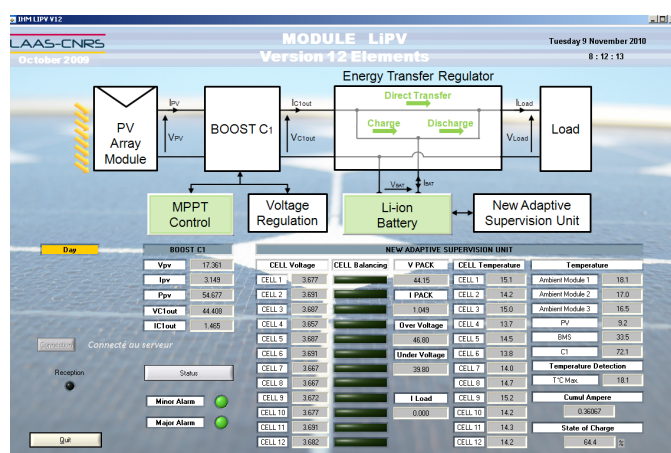 IHM LIPV V12
LAAS-CNRS
October 2009
MODULE LiPV
Version 12 Elements
Tuesday 9 November 2010
8 : 12 : 13
Energy Transfer Regulator
PV
Array
Module
IPV
VPV
BOOST C1
IC1out
VC1out
Direct Transfer
Charge
Discharge
ILoad
VLoad
Load
VBAT
IBAT
MPPT
Control
Voltage
Regulation
Li-ion
Battery
New Adaptive
Supervision Unit
Day
BOOST C1
Vpv 17.361
Ipv 3.149
Ppv 54.677
VC1out 44.408
IC1out 1.465
Connection
Connecté au serveur
Reception
Status
Minor Alarm
Major Alarm
Quit
NEW ADAPTIVE SUPERVISION UNIT
CELL Voltage
CELL 1 3.677
CELL 2 3.691
CELL 3 3.687
CELL 4 3.657
CELL 5 3.687
CELL 6 3.691
CELL 7 3.667
CELL 8 3.667
CELL 9 3.672
CELL 10 3.677
CELL 11 3.691
CELL 12 3.682
CELL Balancing
V PACK
44.15
I PACK
1.049
Over Voltage
46.80
Under Voltage
39.80
I Load
0.000
CELL Temperature
CELL 1 15.1
CELL 2 14.2
CELL 3 15.0
CELL 4 13.7
CELL 5 14.5
CELL 6 13.8
CELL 7 14.0
CELL 8 14.7
CELL 9 15.2
CELL 10 14.2
CELL 11 14.3
CELL 12 14.2
Temperature
Ambient Module 1 18.1
Ambient Module 2 17.0
Ambient Module 3 16.5
PV 9.2
BMS 33.5
C1 72.1
Temperature Detection
T°C Max 18.1
Cumul Ampere
0.36067
State of Charge
64.4 %